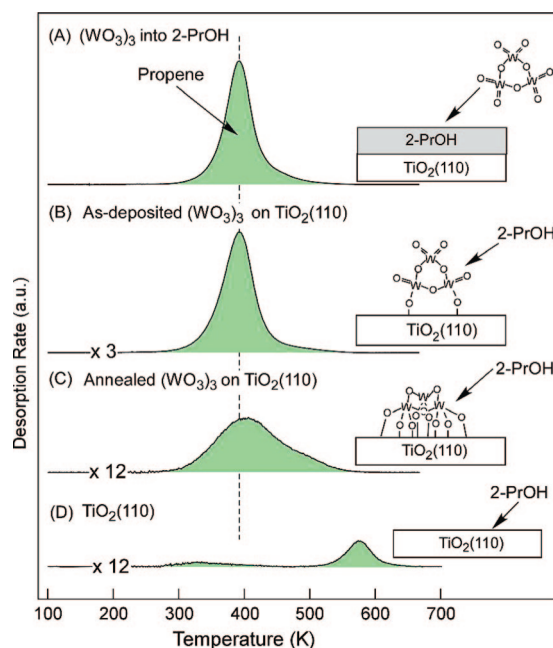 (A) (WO₃)₃ into 2-PrOH
Propene
2-PrOH
TiO₂(110)
(B) As-deposited (WO₃)₃ on TiO₂(110)
2-PrOH
TiO₂(110)
x 3
(C) Annealed (WO₃)₃ on TiO₂(110)
2-PrOH
TiO₂(110)
x 12
(D) TiO₂(110)
2-PrOH
TiO₂(110)
x 12
Desorption Rate (a.u.)
100 200 300 400 500 600 700
Temperature (K)